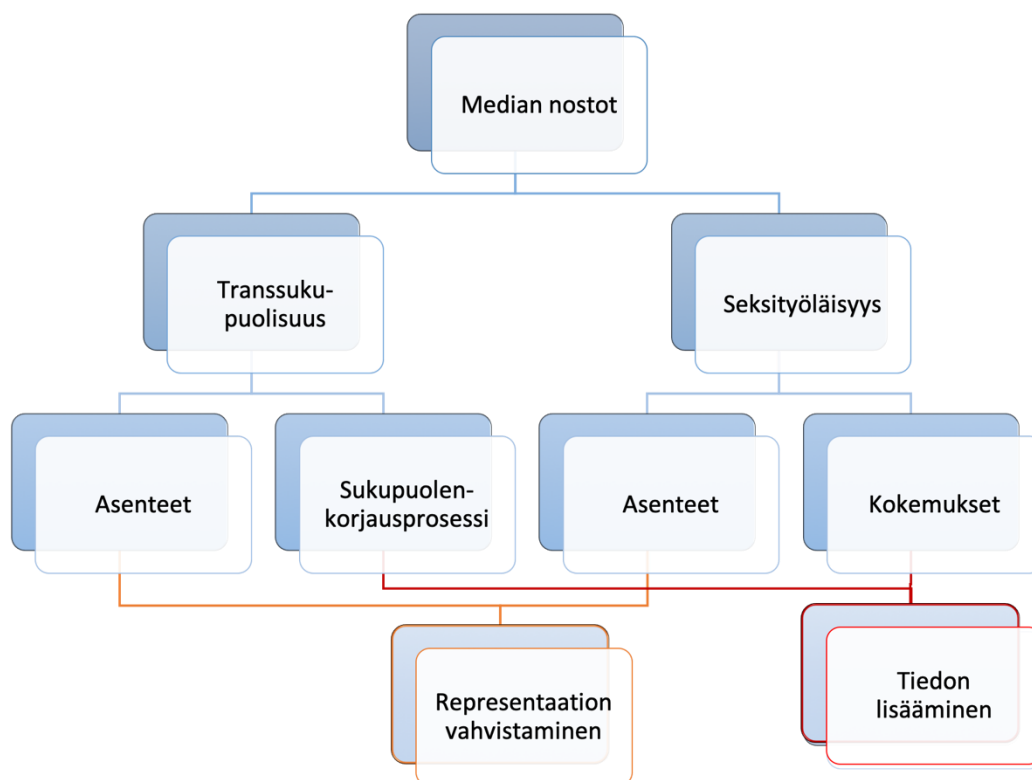 Median nostot
Transsuku-
puolisuus
Seksityöläisyys
Asenteet
Sukupuolen-
korjausprosessi
Asenteet
Kokemukset
Representaation
vahvistaminen
Tiedon
lisääminen